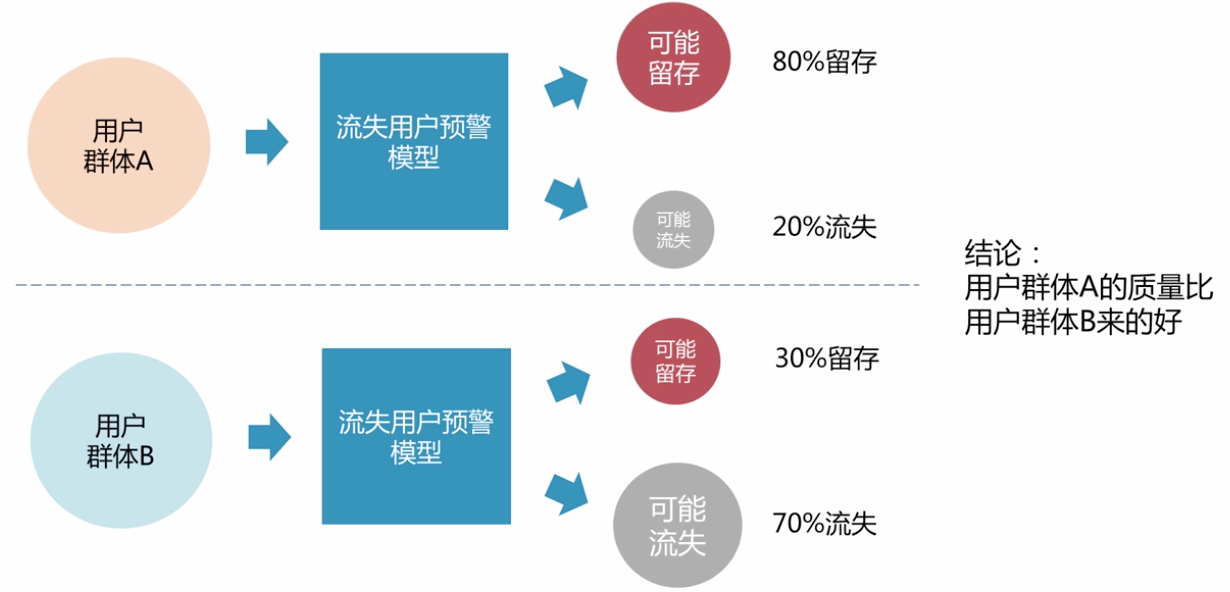 用户
群体A
流失用户预警
模型
可能
留存
80%留存
可能
流失
20%流失
用户
群体B
流失用户预警
模型
可能
留存
30%留存
可能
流失
70%流失
结论：
用户群体A的质量比
用户群体B来的好